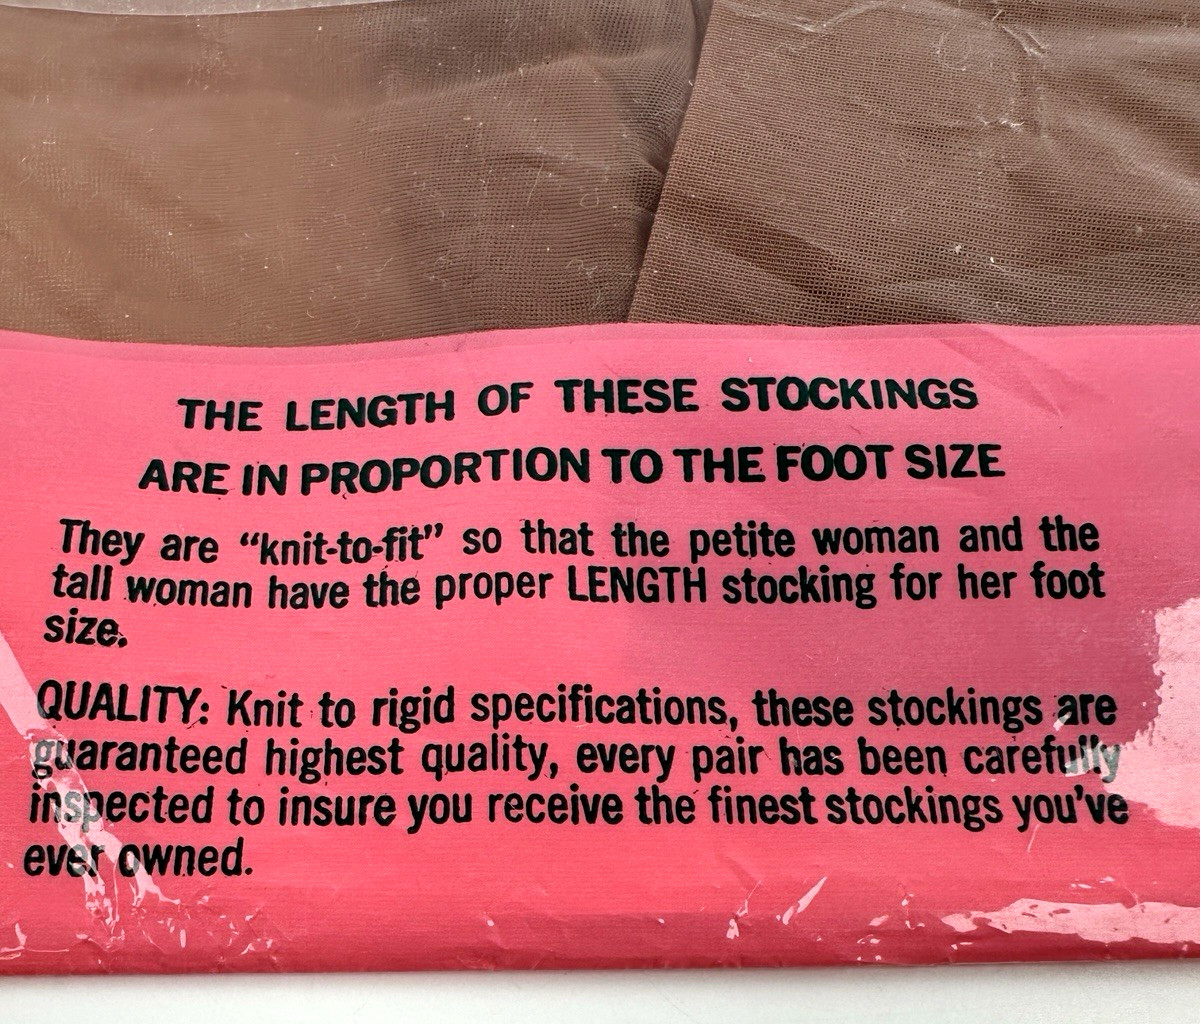 THE LENGTH OF THESE STOCKINGS
ARE IN PROPORTION TO THE FOOT SIZE
They are “knit-to-fit” so that the petite woman and the
tall woman have the proper LENGTH stocking for her foot
size.
QUALITY: Knit to rigid specifications, these stockings are
guaranteed highest quality, every pair has been carefully
inspected to insure you receive the finest stockings you've
ever owned.